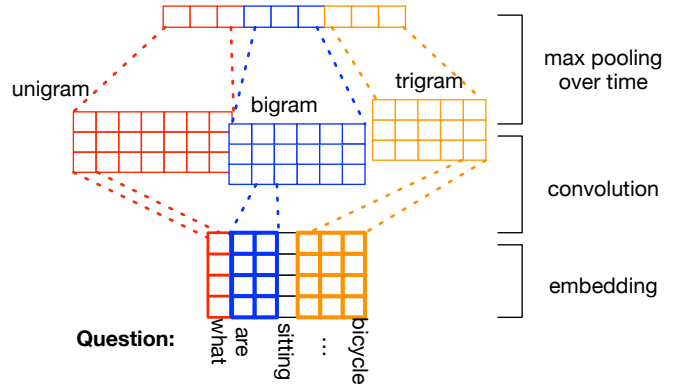 max pooling
over time
unigram
bigram
trigram
convolution
embedding
Question:
what
are
sitting
...
bicycle